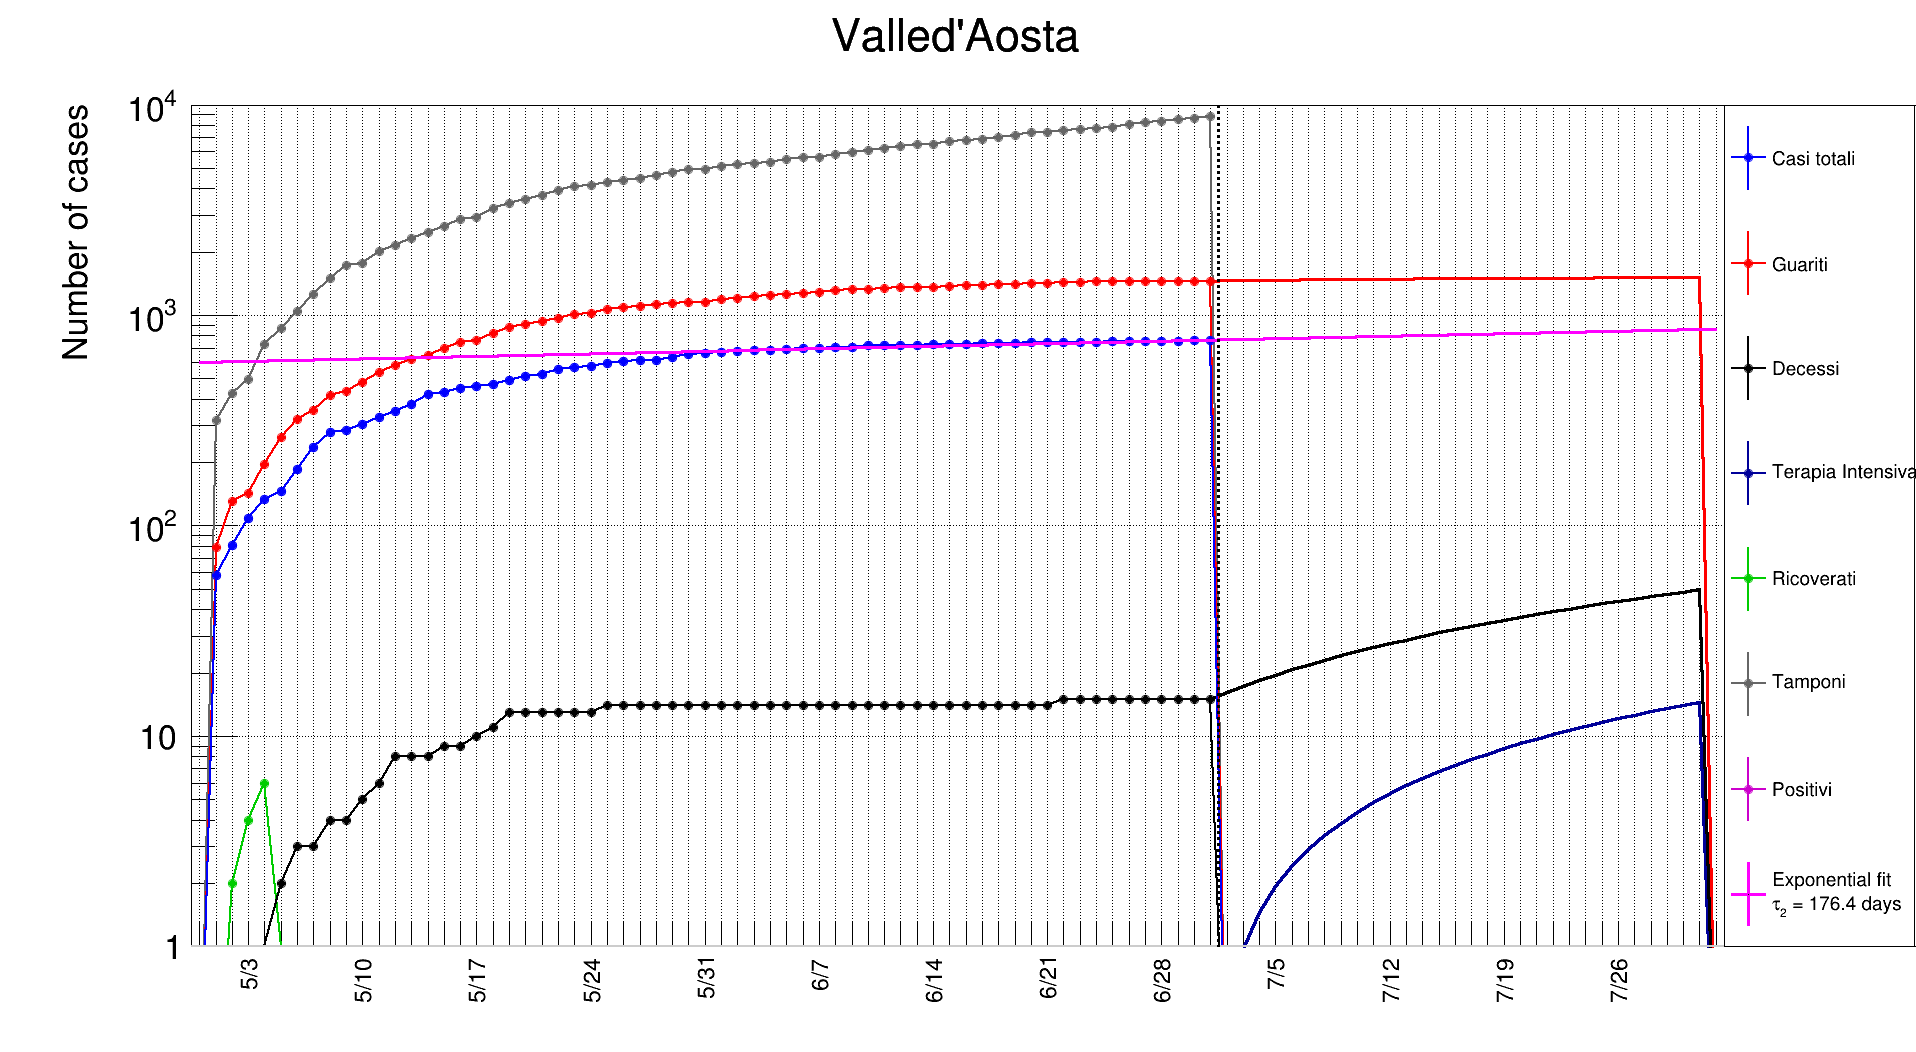 Valled'Aosta
Number of cases
10^4
10^3
10^2
10
1
5/3
5/10
5/17
5/24
5/31
6/7
6/14
6/21
6/28
7/5
7/12
7/19
7/26
Casi totali
Guariti
Decessi
Terapia Intensiva
Ricoverati
Tamponi
Positivi
Exponential fit
τ_2 = 176.4 days